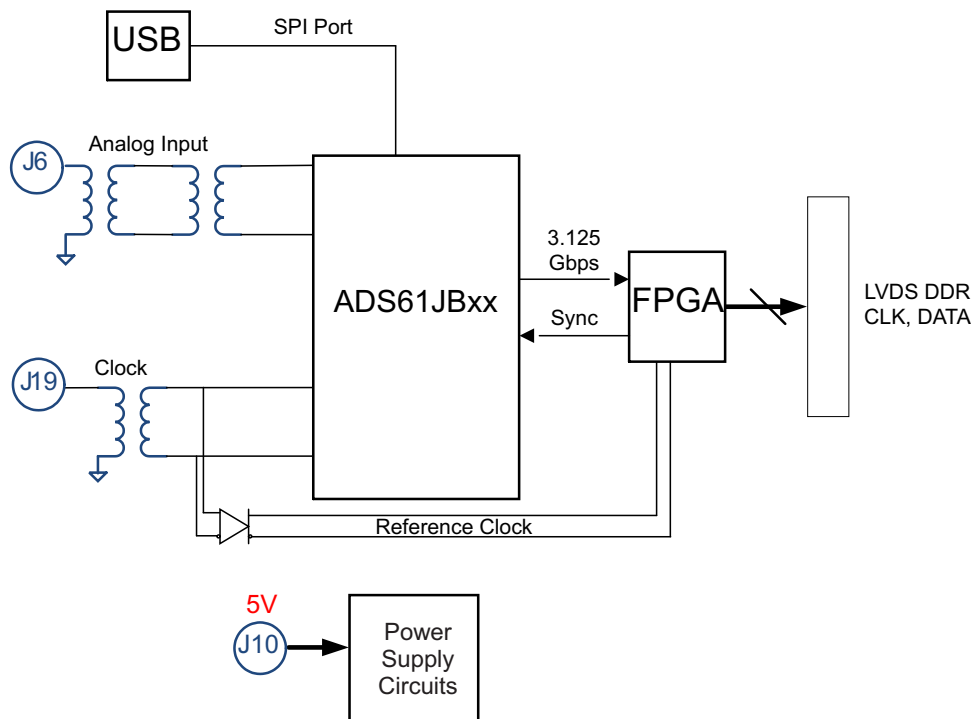 USB
SPI Port
J6
Analog Input
ADS61JBxx
3.125
Gbps
Sync
FPGA
LVDS DDR
CLK, DATA
J19
Clock
Reference Clock
5V
J10
Power
Supply
Circuits